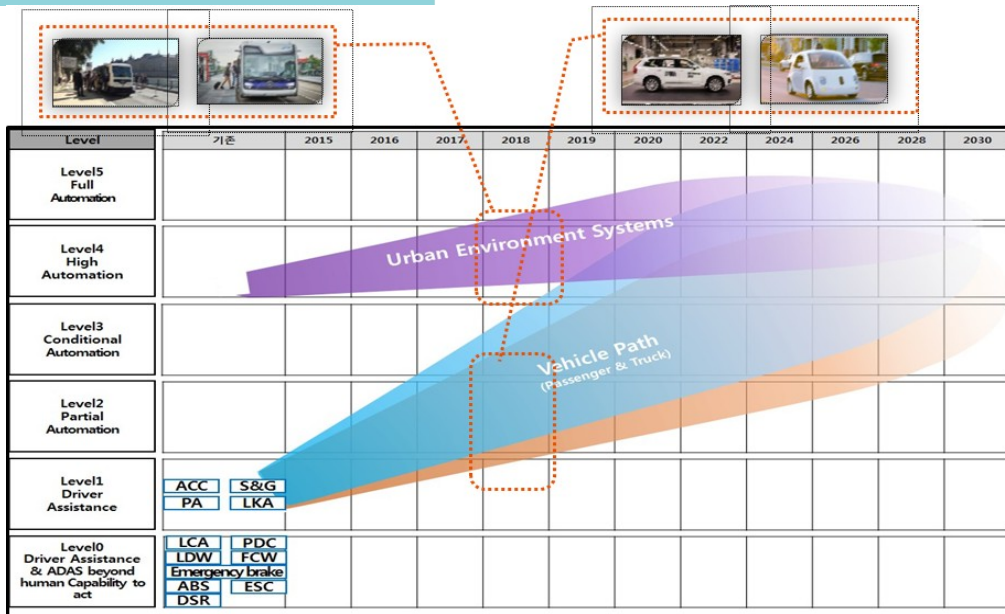 Level 기존 2015 2016 2017 2018 2019 2020 2022 2024 2026 2030
Level5
Full
Automation
Level4
High
Automation
Urban Environment Systems
Level3
Conditional
Automation
Vehicle Path
(Passenger & Truck)
Level2
Partial
Automation
Level1
Driver
Assistance
ACC S&G
PA LKA
Level0
Driver Assistance
& ADAS beyond
human Capability to
act
LCA PDC
LDW FCW
Emergency brake
ABS ESC
DSR